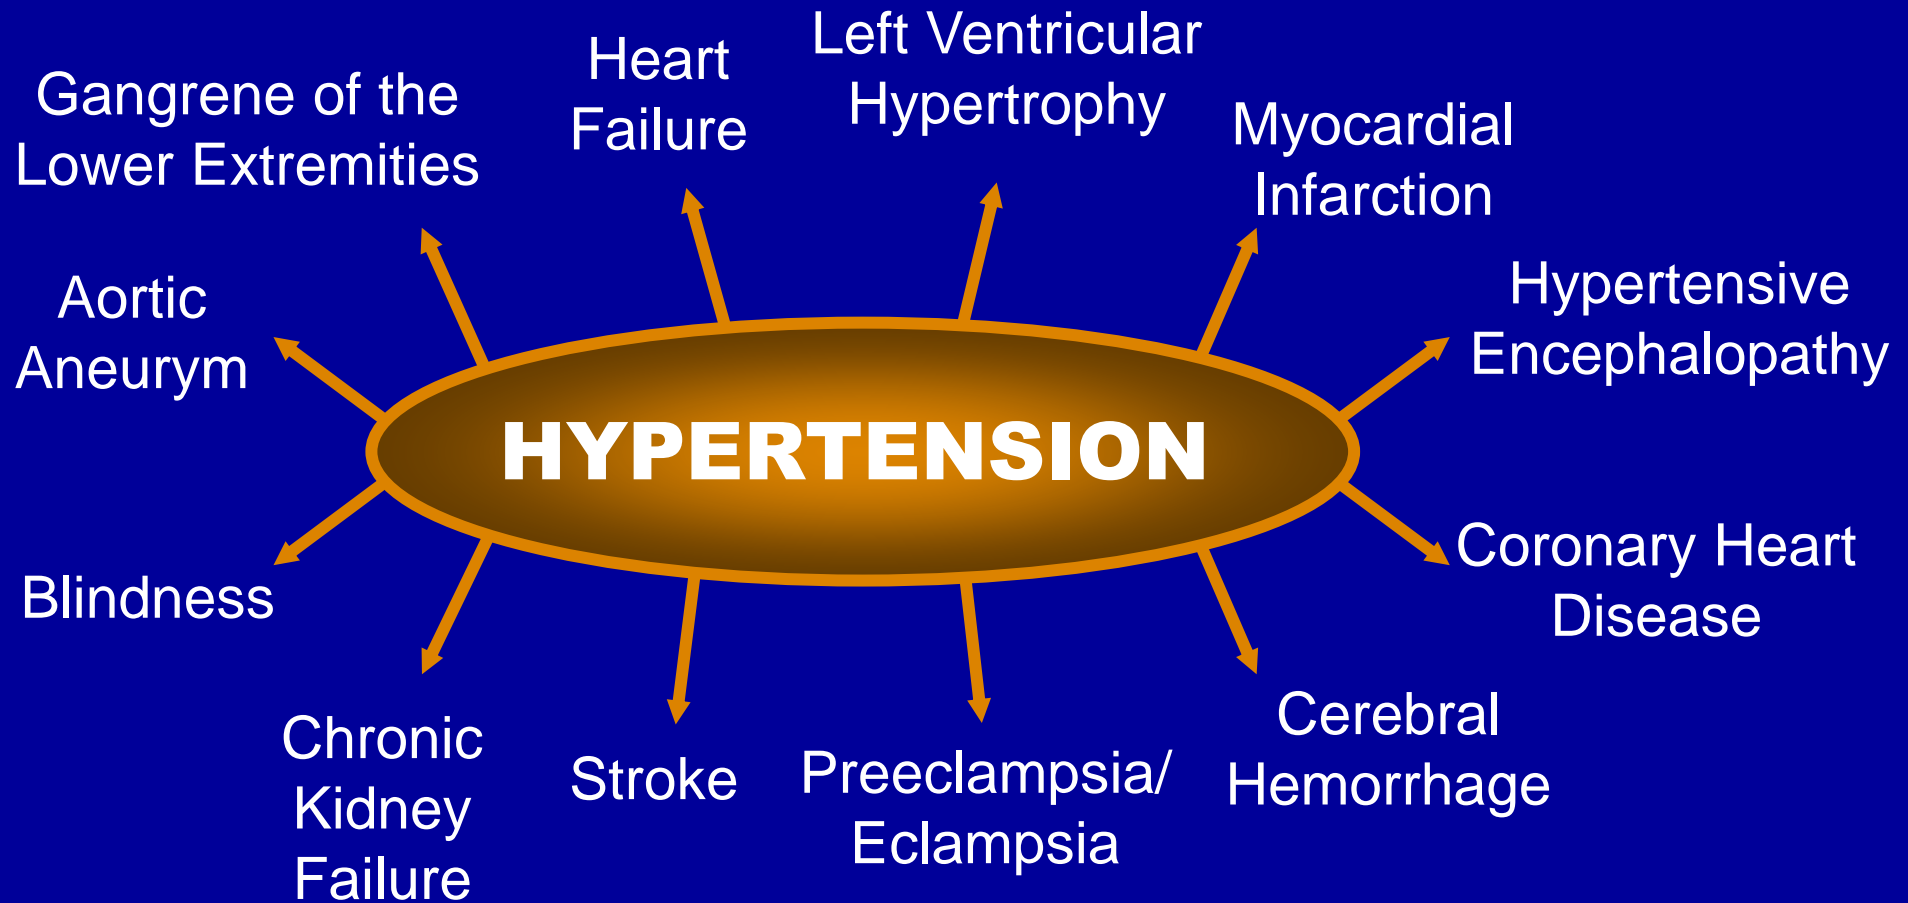 Gangrene of the
Lower Extremities
Heart
Failure
Left Ventricular
Hypertrophy
Myocardial
Infarction
Aortic
Aneurym
Hypertensive
Encephalopathy
HYPERTENSION
Blindness
Coronary Heart
Disease
Chronic
Kidney
Failure
Stroke
Preeclampsia/
Eclampsia
Cerebral
Hemorrhage